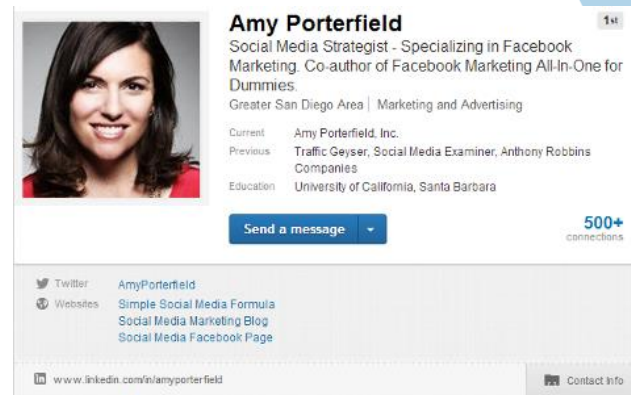 Amy Porterfield
1st
Social Media Strategist - Specializing in Facebook
Marketing. Co-author of Facebook Marketing All-In-One for
Dummies.
Greater San Diego Area | Marketing and Advertising
Current Amy Porterfield, Inc.
Previous Traffic Geyser, Social Media Examiner, Anthony Robbins
Companies
Education University of California, Santa Barbara
Send a message
500+
connections
Twitter AmyPorterfield
Websites Simple Social Media Formula
Social Media Marketing Blog
Social Media Facebook Page
in www.linkedin.com/in/amyporterfield
Contact Info